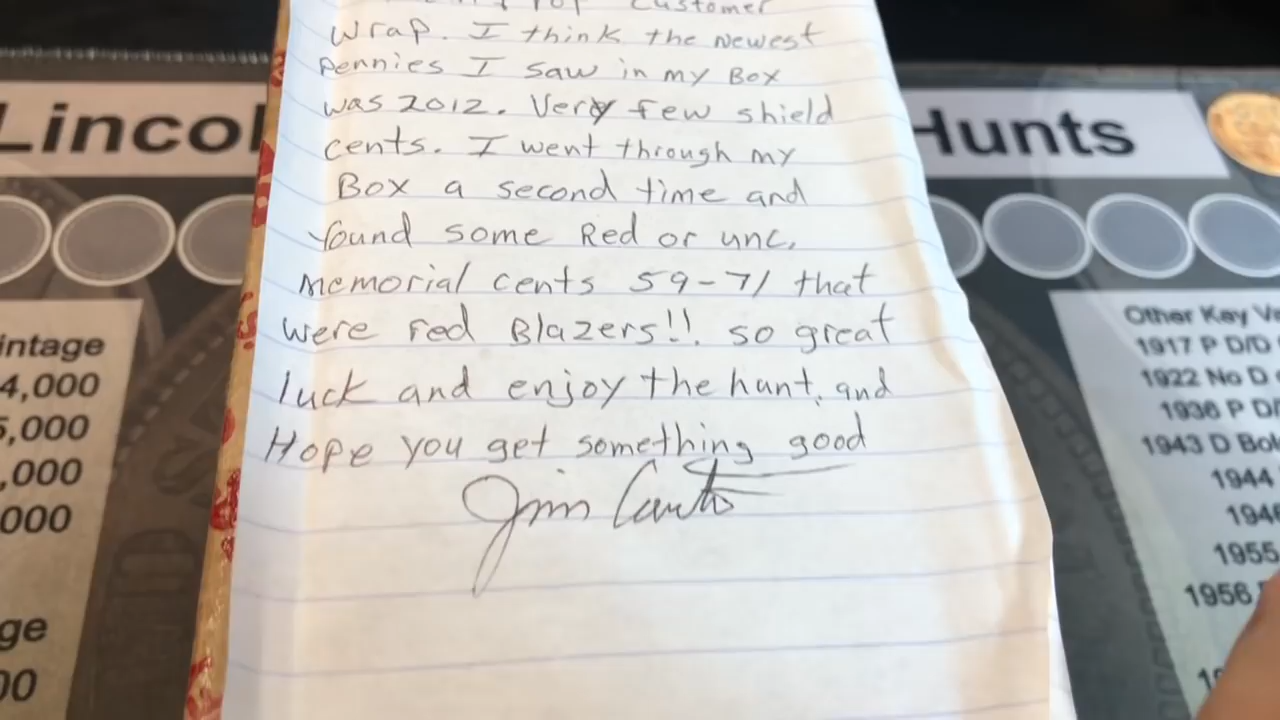 Customer
wrap. I think the newest
pennies I saw in my Box
was 2012. Very few shield
cents. I went through my
Box a second time and
found some Red or unc.
memorial cents 59-71 that
were red Blazers!! so great
luck and enjoy the hunt, and
Hope you get something good
Jim
Lincol
Hunts
intage
4,000
5,000
,000
000
ge
00
Other Key Va
1917 P D/D
1922 No D
1936 P D/
1943 D Bol
1944
194
1955
1956